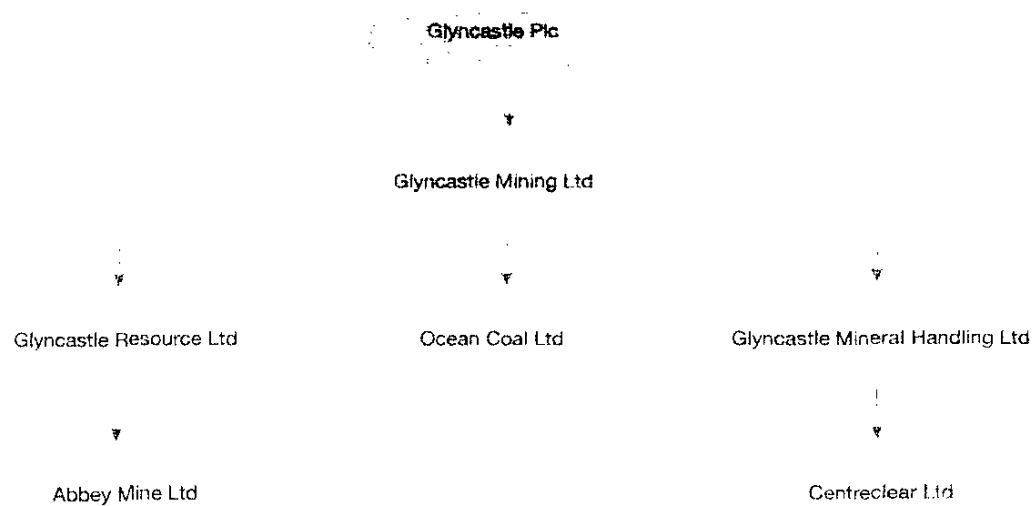 Glyncastle Plc
Glyncastle Mining Ltd
Glyncastle Resource Ltd
Ocean Coal Ltd
Glyncastle Mineral Handling Ltd
Abbey Mine Ltd
Centreclear Ltd